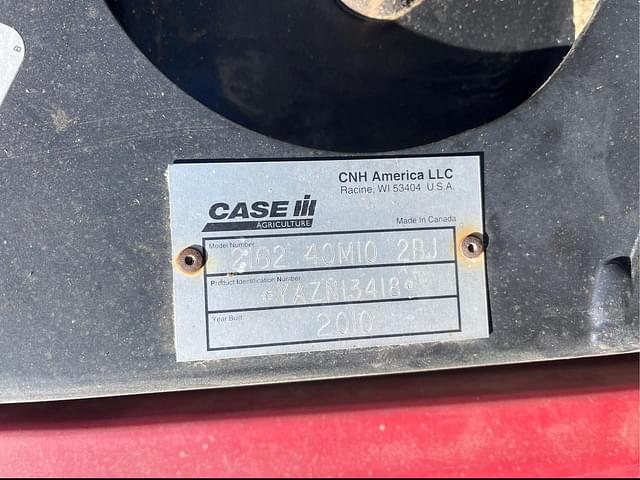 CNH America LLC
Racine, WI 53404 U.S.A.
CASE IH
AGRICULTURE
Made in Canada
Model Number
2162 40M10 2BJ
Product Identification Number
*YAZN13418*
Year Built
2010
B